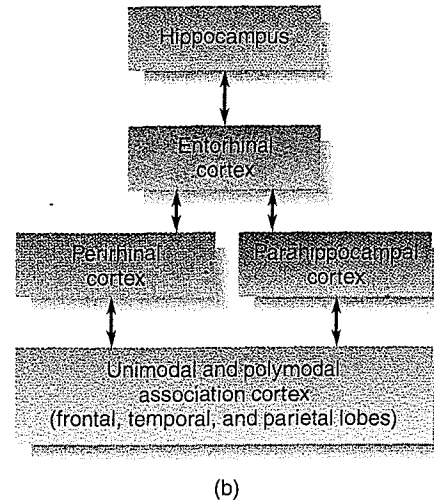 Hippocampus
Entorhinal
cortex
Perirhinal
cortex
Parahippocampal
cortex
Unimodal and polymodal
association cortex
(frontal, temporal, and parietal lobes)
(b)